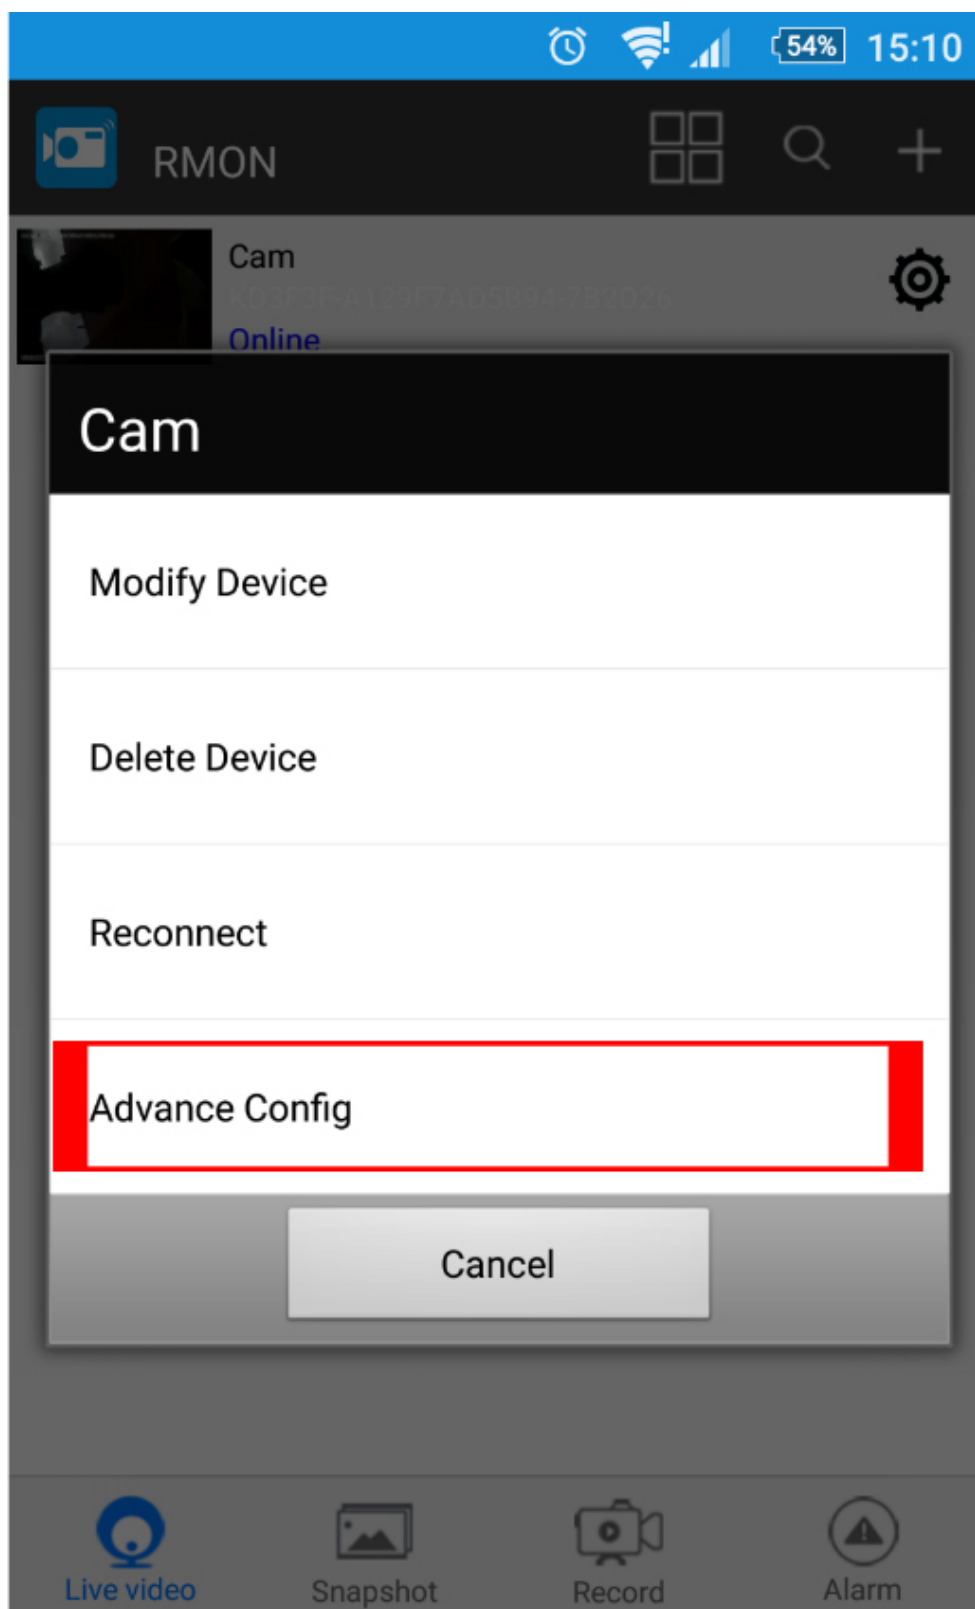 54% 15:10
RMON
Cam
Online
Cam
Modify Device
Delete Device
Reconnect
Advance Config
Cancel
Live video Snapshot Record Alarm